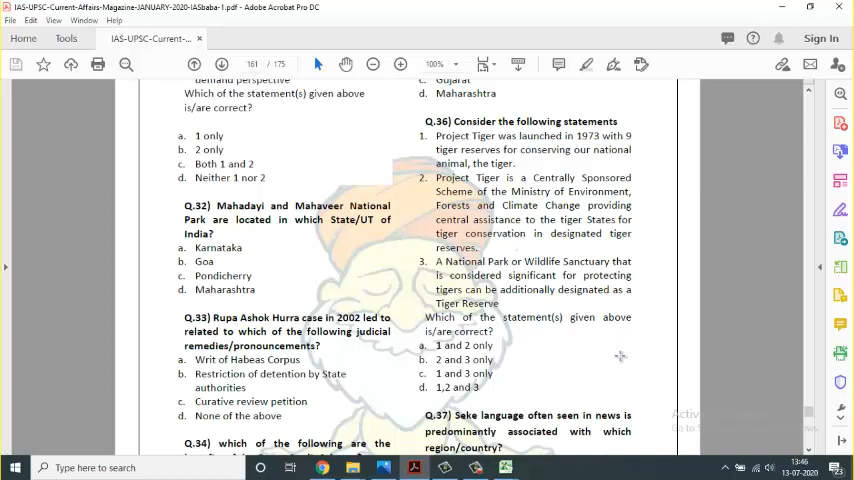 IAS-UPSC-Current-Affairs-Magazine-JANUARY-2020-IASbaba-1.pdf - Adobe Acrobat Pro DC
File Edit View Window Help
Home Tools IAS-UPSC-Current-... × Sign In
161 / 175 100%
demand perspective
Which of the statement(s) given above
is/are correct?
a. 1 only
b. 2 only
c. Both 1 and 2
d. Neither 1 nor 2
Q.32) Mahadayi and Mahaveer National
Park are located in which State/UT of
India?
a. Karnataka
b. Goa
c. Pondicherry
d. Maharashtra
Q.33) Rupa Ashok Hurra case in 2002 led to
related to which of the following judicial
remedies/pronouncements?
a. Writ of Habeas Corpus
b. Restriction of detention by State
authorities
c. Curative review petition
d. None of the above
Q.34) which of the following are the
c. Gujarat
d. Maharashtra
Q.36) Consider the following statements
1. Project Tiger was launched in 1973 with 9
tiger reserves for conserving our national
animal, the tiger.
2. Project Tiger is a Centrally Sponsored
Scheme of the Ministry of Environment,
Forests and Climate Change providing
central assistance to the tiger States for
tiger conservation in designated tiger
reserves.
3. A National Park or Wildlife Sanctuary that
is considered significant for protecting
tigers can be additionally designated as a
Tiger Reserve
Which of the statement(s) given above
is/are correct?
a. 1 and 2 only
b. 2 and 3 only
c. 1 and 3 only
d. 1,2 and 3
Q.37) Seke language often seen in news is
predominantly associated with which
region/country?
Type here to search
13:46
13-07-2020
23